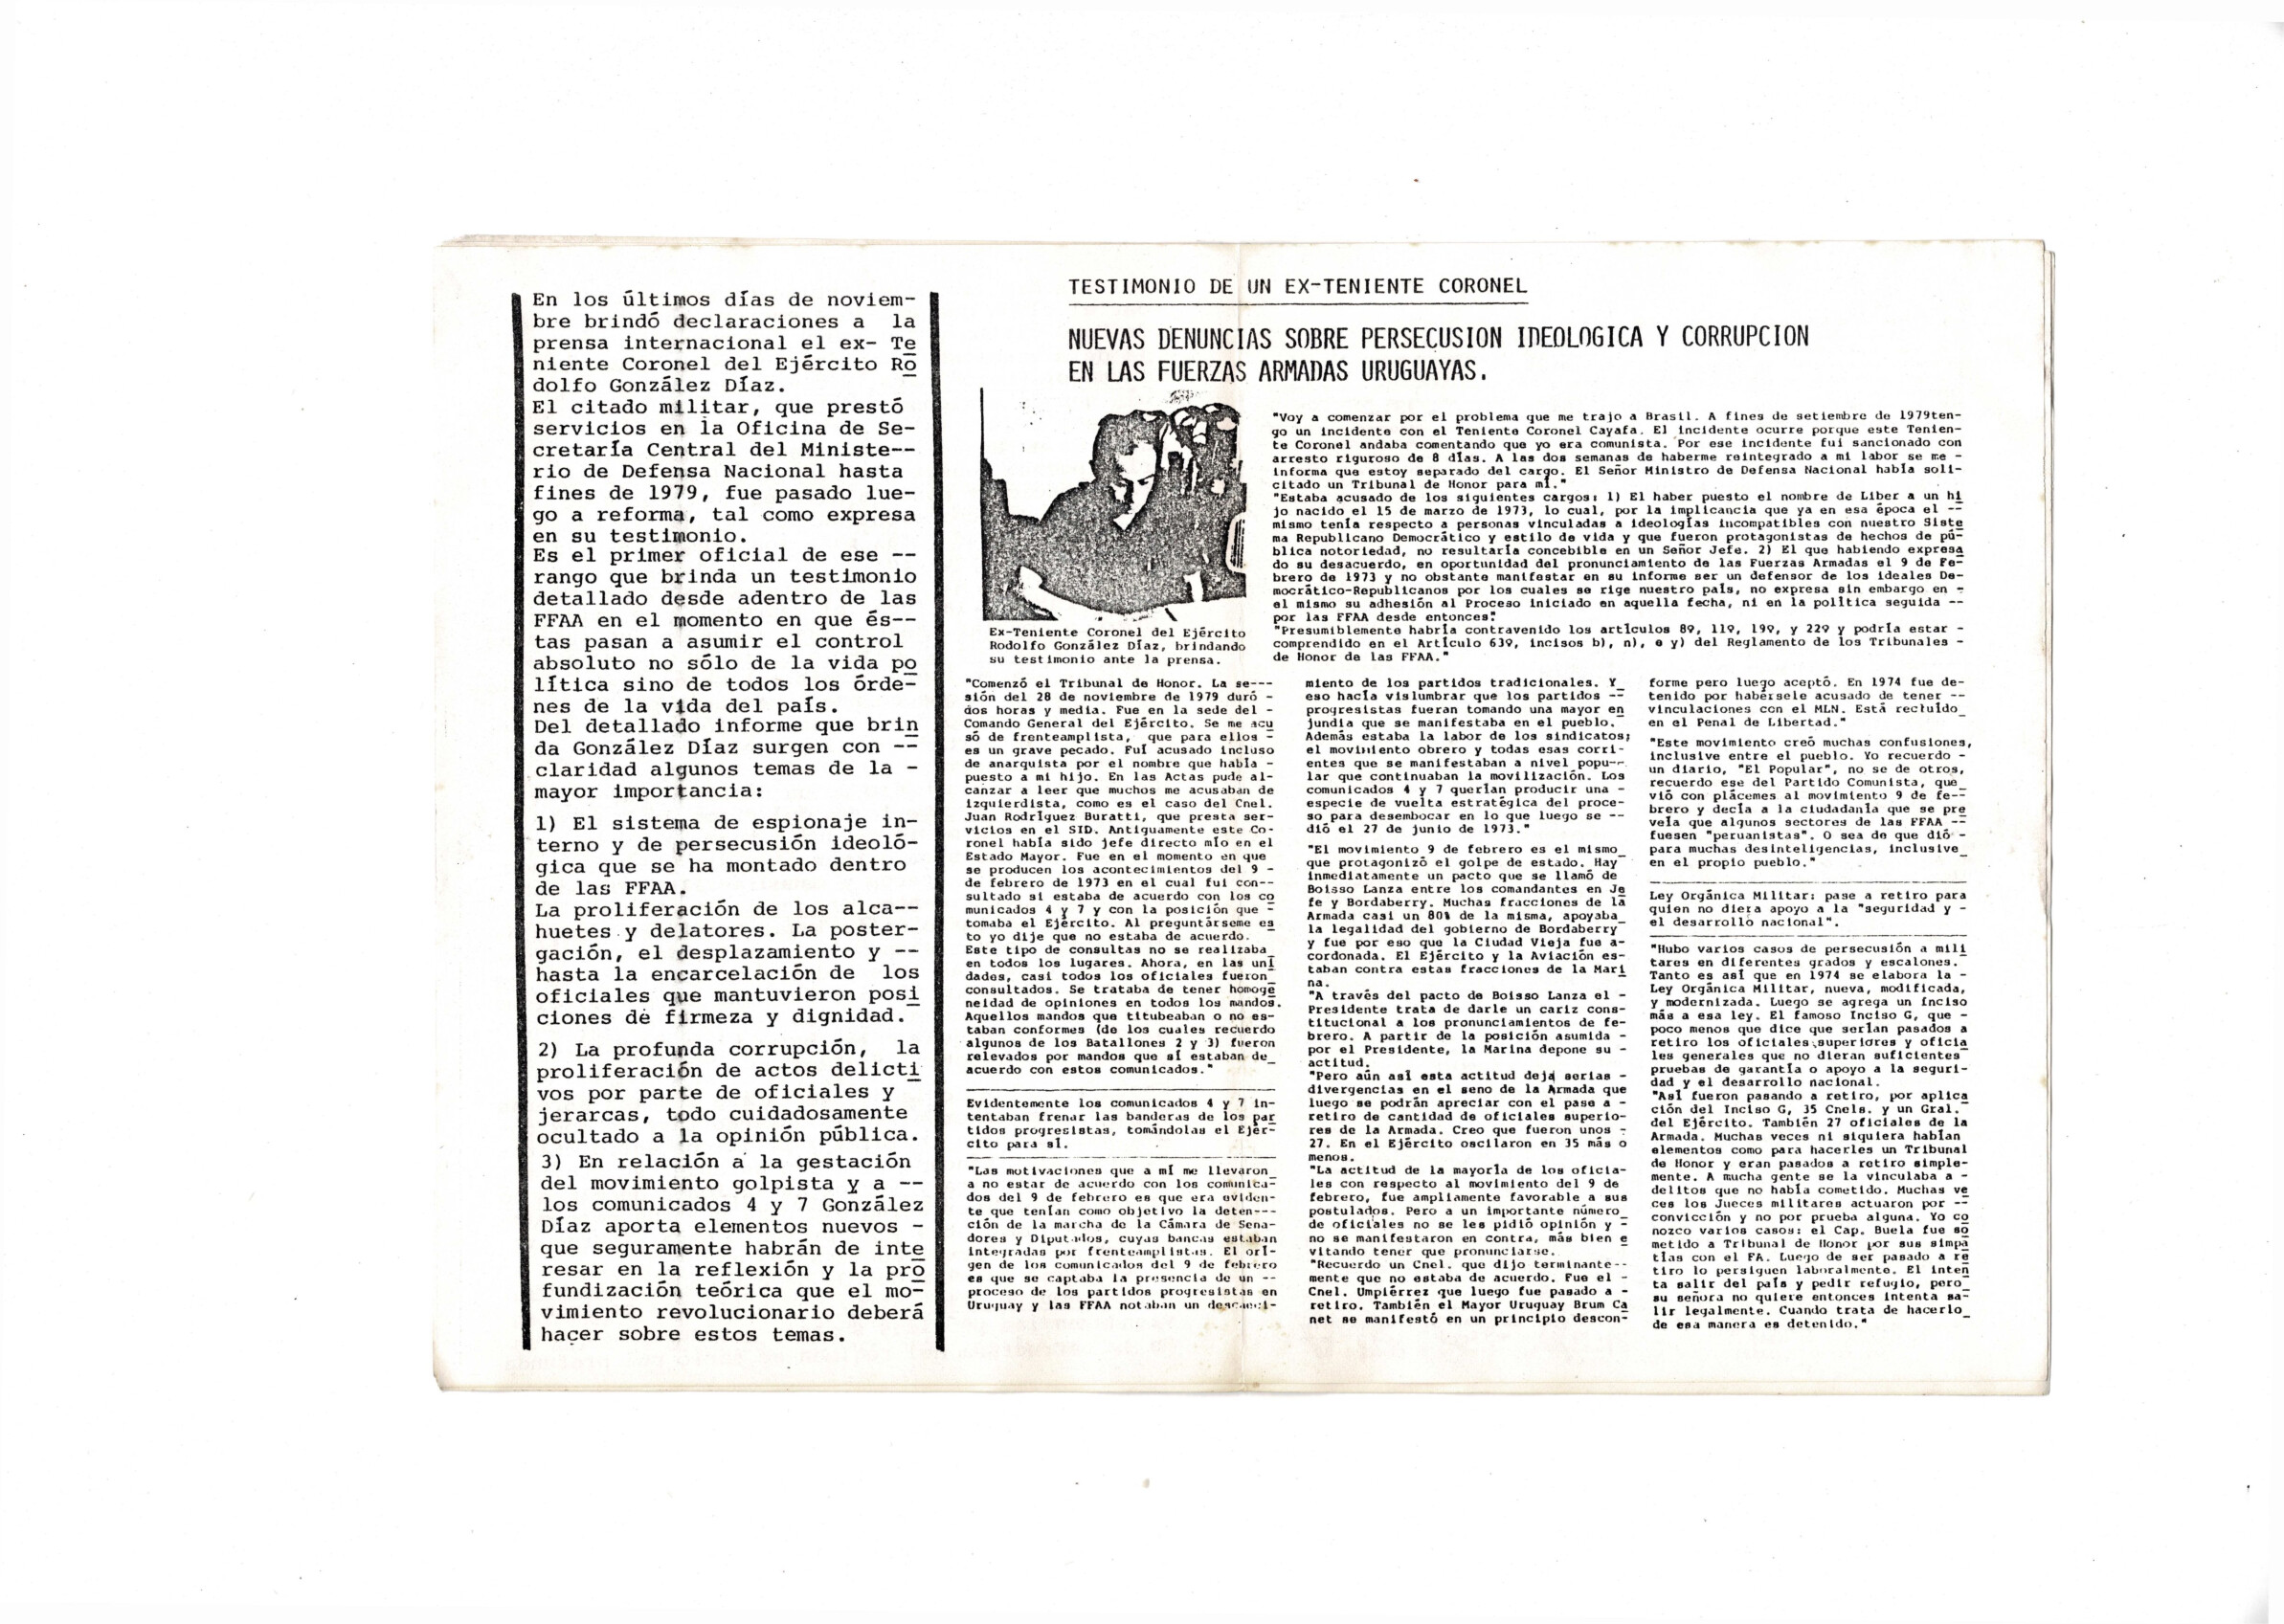 En los últimos días de noviem-
bre brindó declaraciones a la
prensa internacional el ex- Te
niente Coronel del Ejército Ro
dolfo González Díaz.
El citado militar, que prestó
servicios en la Oficina de Se-
cretaría Central del Ministe--
rio de Defensa Nacional hasta
fines de 1979, fue pasado lue-
go a reforma, tal como expresa
en su testimonio.
Es el primer oficial de ese --
rango que brinda un testimonio
detallado desde adentro de las
FFAA en el momento en que és--
tas pasan a asumir el control
absoluto no sólo de la vida po
lítica sino de todos los órde-
nes de la vida del país.
Del detallado informe que brin
da González Díaz surgen con --
claridad algunos temas de la -
mayor importancia:
1) El sistema de espionaje in-
terno y de persecusión ideoló-
gica que se ha montado dentro
de las FFAA.
La proliferación de los alca--
huetes y delatores. La poster-
gación, el desplazamiento y --
hasta la encarcelación de los
oficiales que mantuvieron posi
ciones de firmeza y dignidad.
2) La profunda corrupción, la
proliferación de actos delicti
vos por parte de oficiales y
jerarcas, todo cuidadosamente
ocultado a la opinión pública.
3) En relación a la gestación
del movimiento golpista y a --
los comunicados 4 y 7 González
Díaz aporta elementos nuevos -
que seguramente habrán de inte
resar en la reflexión y la pro
fundización teórica que el mo-
vimiento revolucionario deberá
hacer sobre estos temas.
TESTIMONIO DE UN EX-TENIENTE CORONEL
NUEVAS DENUNCIAS SOBRE PERSECUSION IDEOLOGICA Y CORRUPCION
EN LAS FUERZAS ARMADAS URUGUAYAS.
Ex-Teniente Coronel del Ejército
Rodolfo González Díaz, brindando
su testimonio ante la prensa.
"Voy a comenzar por el problema que me trajo a Brasil. A fines de setiembre de 1979ten-
go un incidente con el Teniente Coronel Cayafa. El incidente ocurre porque este Tenien-
te Coronel andaba comentando que yo era comunista. Por ese incidente fui sancionado con
arresto riguroso de 8 días. A las dos semanas de haberme reintegrado a mi labor se me -
informa que estoy separado del cargo. El Señor Ministro de Defensa Nacional había soli-
citado un Tribunal de Honor para mí."
"Estaba acusado de los siguientes cargos: 1) El haber puesto el nombre de Liber a un hi
jo nacido el 15 de marzo de 1973, lo cual, por la implicancia que ya en esa época el --
mismo tenía respecto a personas vinculadas a ideologías incompatibles con nuestro Siste
ma Republicano Democrático y estilo de vida y que fueron protagonistas de hechos de pú-
blica notoriedad, no resultaría concebible en un Señor Jefe. 2) El que habiendo expresa
do su desacuerdo, en oportunidad del pronunciamiento de las Fuerzas Armadas el 9 de Fe-
brero de 1973 y no obstante manifestar en su informe ser un defensor de los ideales De-
mocrático-Republicanos por los cuales se rige nuestro país, no expresa sin embargo en -
el mismo su adhesión al Proceso iniciado en aquella fecha, ni en la política seguida --
por las FFAA desde entonces"
"Presumiblemente habría contravenido los artículos 89, 119, 199, y 229 y podría estar -
comprendido en el Artículo 639, incisos b), n), e y) del Reglamento de los Tribunales -
de Honor de las FFAA."
"Comenzó el Tribunal de Honor. La se---
sión del 28 de noviembre de 1979 duró -
dos horas y media. Fue en la sede del -
Comando General del Ejército. Se me acu
só de frenteamplista, que para ellos -
es un grave pecado. Fuí acusado incluso
de anarquista por el nombre que había -
puesto a mi hijo. En las Actas pude al-
canzar a leer que muchos me acusaban de
izquierdista, como es el caso del Cnel.
Juan Rodríguez Buratti, que presta ser-
vicios en el SID. Antiguamente este Co-
ronel había sido jefe directo mío en el
Estado Mayor. Fue en el momento en que
se producen los acontecimientos del 9 -
de febrero de 1973 en el cual fui con--
sultado si estaba de acuerdo con los co
municados 4 y 7 y con la posición que -
tomaba el Ejército. Al preguntárseme es
to yo dije que no estaba de acuerdo.
Este tipo de consultas no se realizaba
en todos los lugares. Ahora, en las uni
dades, casi todos los oficiales fueron
consultados. Se trataba de tener homoge
neidad de opiniones en todos los mandos.
Aquellos mandos que titubeaban o no es-
taban conformes (de los cuales recuerdo
algunos de los Batallones 2 y 3) fueron
relevados por mandos que sí estaban de
acuerdo con estos comunicados."
Evidentemente los comunicados 4 y 7 in-
tentaban frenar las banderas de los par
tidos progresistas, tomándolas el Ejér-
cito para sí.
"Las motivaciones que a mí me llevaron
a no estar de acuerdo con los comunica-
dos del 9 de febrero es que era eviden-
te que tenían como objetivo la deten---
ción de la marcha de la Cámara de Sena-
dores y Diputados, cuyas bancas estaban
integradas por frenteamplistas. El ori-
gen de los comunicados del 9 de febrero
es que se captaba la presencia de un --
proceso de los partidos progresistas en
Uruguay y las FFAA notaban un descaeci-
miento de los partidos tradicionales. Y
eso hacía vislumbrar que los partidos --
progresistas fueran tomando una mayor en
jundia que se manifestaba en el pueblo.
Además estaba la labor de los sindicatos;
el movimiento obrero y todas esas corri-
entes que se manifestaban a nivel popu--
lar que continuaban la movilización. Los
comunicados 4 y 7 querían producir una -
especie de vuelta estratégica del proce-
so para desembocar en lo que luego se --
dió el 27 de junio de 1973."
"El movimiento 9 de febrero es el mismo
que protagonizó el golpe de estado. Hay
inmediatamente un pacto que se llamó de
Boisso Lanza entre los comandantes en Je
fe y Bordaberry. Muchas fracciones de la
Armada casi un 80% de la misma, apoyaba
la legalidad del gobierno de Bordaberry
y fue por eso que la Ciudad Vieja fue a-
cordonada. El Ejército y la Aviación es-
taban contra estas fracciones de la Mari
na.
"A través del pacto de Boisso Lanza el -
Presidente trata de darle un cariz cons-
titucional a los pronunciamientos de fe-
brero. A partir de la posición asumida -
por el Presidente, la Marina depone su -
actitud.
"Pero aún así esta actitud deja serias -
divergencias en el seno de la Armada que
luego se podrán apreciar con el pase a -
retiro de cantidad de oficiales superio-
res de la Armada. Creo que fueron unos -
27. En el Ejército oscilaron en 35 más o
menos.
"La actitud de la mayoría de los oficia-
les con respecto al movimiento del 9 de
febrero, fue ampliamente favorable a sus
postulados. Pero a un importante número
de oficiales no se les pidió opinión y -
no se manifestaron en contra, más bien e
vitando tener que pronunciarse.
"Recuerdo un Cnel. que dijo terminante--
mente que no estaba de acuerdo. Fue el -
Cnel. Umpiérrez que luego fue pasado a -
retiro. También el Mayor Uruguay Brum Ca
net se manifestó en un principio descon-
forme pero luego aceptó. En 1974 fue de-
tenido por habérsele acusado de tener --
vinculaciones con el MLN. Está recluído
en el Penal de Libertad."
"Este movimiento creó muchas confusiones,
inclusive entre el pueblo. Yo recuerdo -
un diario, "El Popular", no se de otros,
recuerdo ese del Partido Comunista, que
vió con plácemes al movimiento 9 de fe--
brero y decía a la ciudadanía que se pre
veía que algunos sectores de las FFAA --
fuesen "peruanistas". O sea de que dió -
para muchas desinteligencias, inclusive
en el propio pueblo."
Ley Orgánica Militar: pase a retiro para
quien no diera apoyo a la "seguridad y -
el desarrollo nacional".
"Hubo varios casos de persecusión a mili
tares en diferentes grados y escalones.
Tanto es así que en 1974 se elabora la -
Ley Orgánica Militar, nueva, modificada,
y modernizada. Luego se agrega un inciso
más a esa ley. El famoso Inciso G, que -
poco menos que dice que serían pasados a
retiro los oficiales superiores y oficia
les generales que no dieran suficientes
pruebas de garantía o apoyo a la seguri-
dad y el desarrollo nacional.
"Así fueron pasando a retiro, por aplica
ción del Inciso G, 35 Cnels. y un Gral.
del Ejército. También 27 oficiales de la
Armada. Muchas veces ni siquiera habían
elementos como para hacerles un Tribunal
de Honor y eran pasados a retiro simple-
mente. A mucha gente se la vinculaba a -
delitos que no había cometido. Muchas ve
ces los Jueces militares actuaron por --
convicción y no por prueba alguna. Yo co
nozco varios casos: el Cap. Buela fue so
metido a Tribunal de Honor por sus simpa
tías con el FA. Luego de ser pasado a re
tiro lo persiguen laboralmente. El inten
ta salir del país y pedir refugio, pero
su señora no quiere entonces intenta sa-
lir legalmente. Cuando trata de hacerlo
de esa manera es detenido."